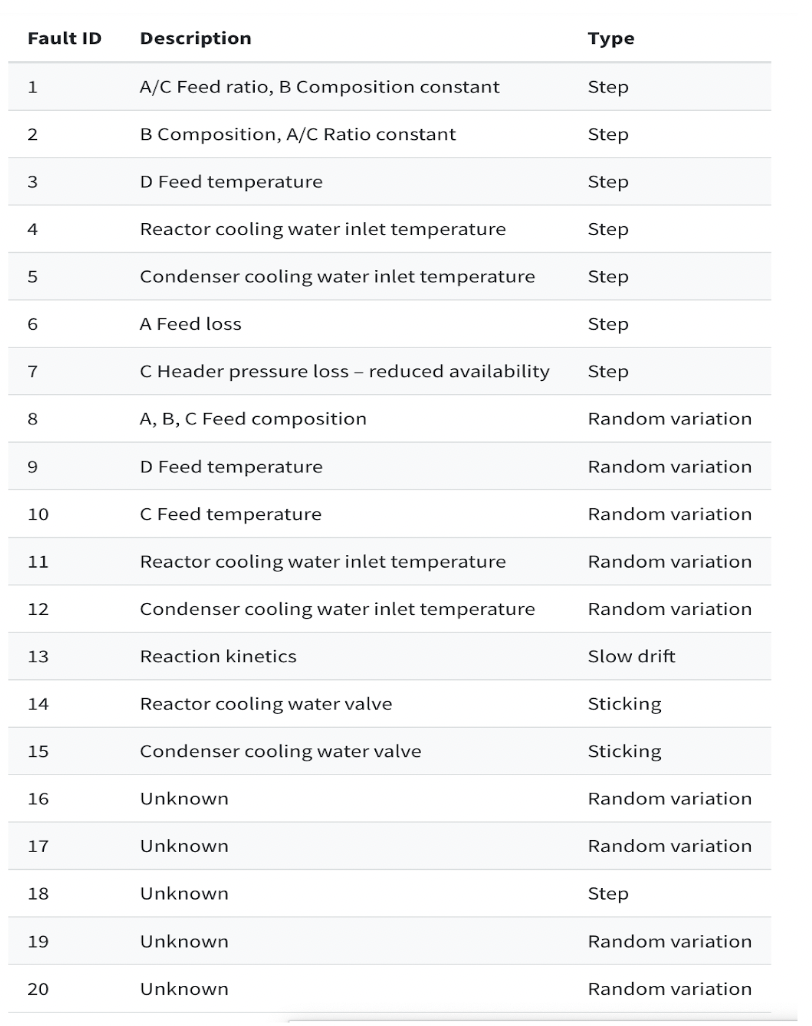 Fault ID Description Type
1 A/C Feed ratio, B Composition constant Step
2 B Composition, A/C Ratio constant Step
3 D Feed temperature Step
4 Reactor cooling water inlet temperature Step
5 Condenser cooling water inlet temperature Step
6 A Feed loss Step
7 C Header pressure loss – reduced availability Step
8 A, B, C Feed composition Random variation
9 D Feed temperature Random variation
10 C Feed temperature Random variation
11 Reactor cooling water inlet temperature Random variation
12 Condenser cooling water inlet temperature Random variation
13 Reaction kinetics Slow drift
14 Reactor cooling water valve Sticking
15 Condenser cooling water valve Sticking
16 Unknown Random variation
17 Unknown Random variation
18 Unknown Step
19 Unknown Random variation
20 Unknown Random variation